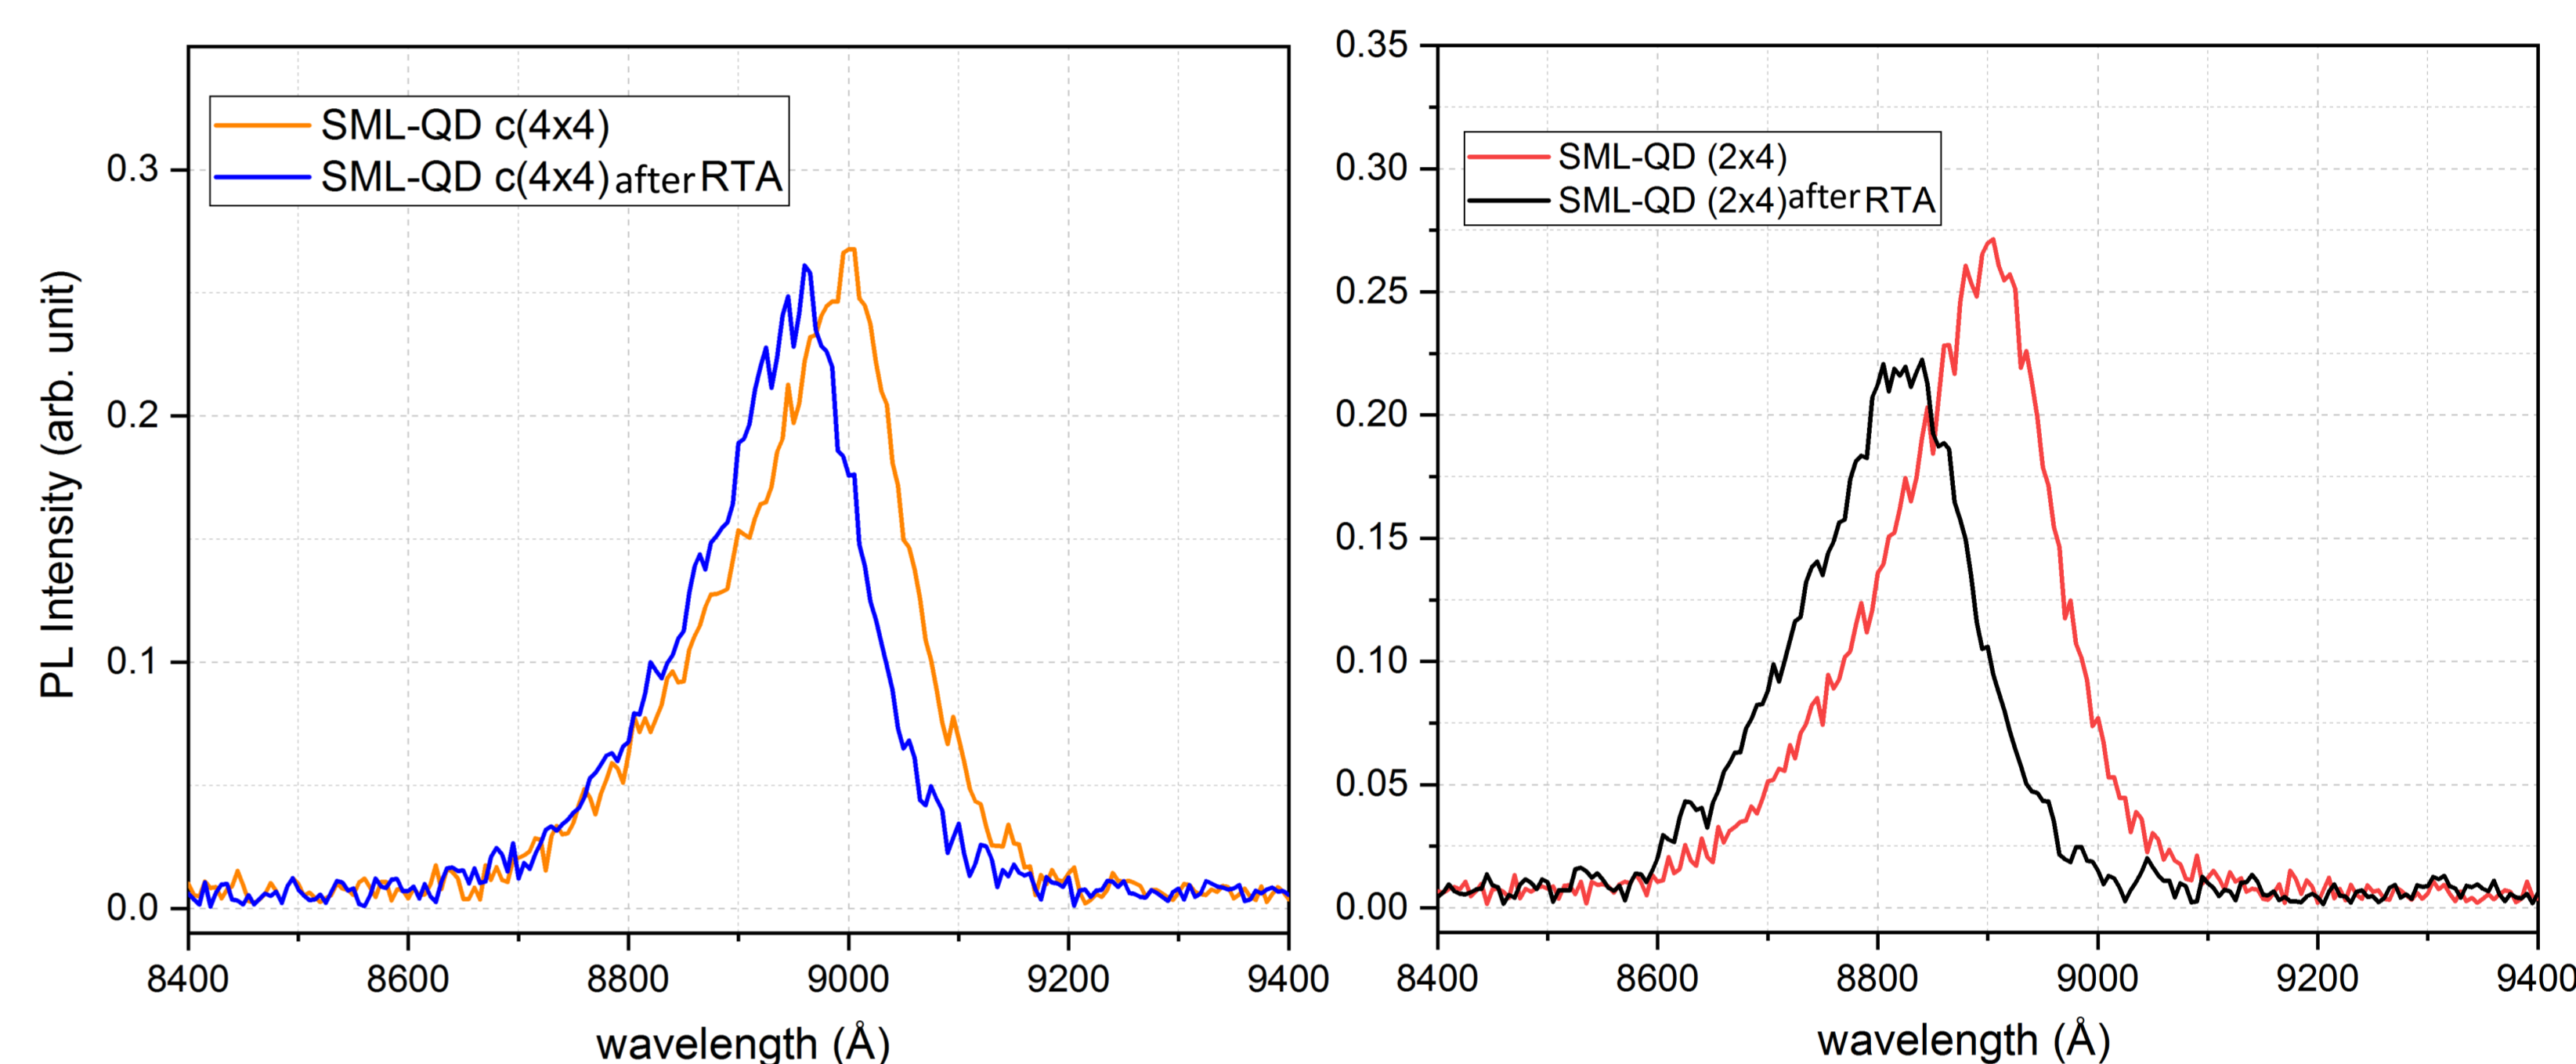 PL Intensity (arb. unit)
0.3
0.2
0.1
0.0
SML-QD c(4x4)
SML-QD c(4x4) after RTA
8400 8600 8800 9000 9200 9400
wavelength (Å)
0.35
0.30
0.25
0.20
0.15
0.10
0.05
0.00
SML-QD (2x4)
SML-QD (2x4) after RTA
8400 8600 8800 9000 9200 9400
wavelength (Å)